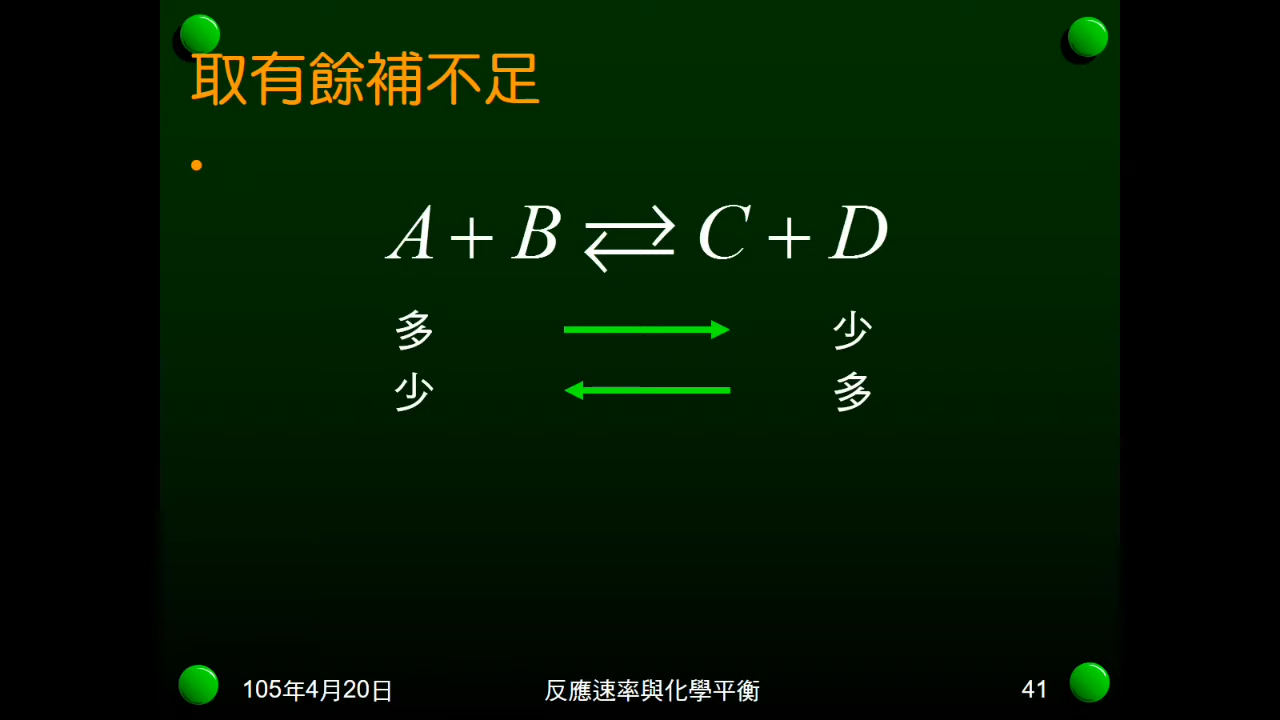 取有餘補不足
•
A + B ⇄ C + D
多 → 少
少 ← 多
105年4月20日 反應速率與化學平衡 41